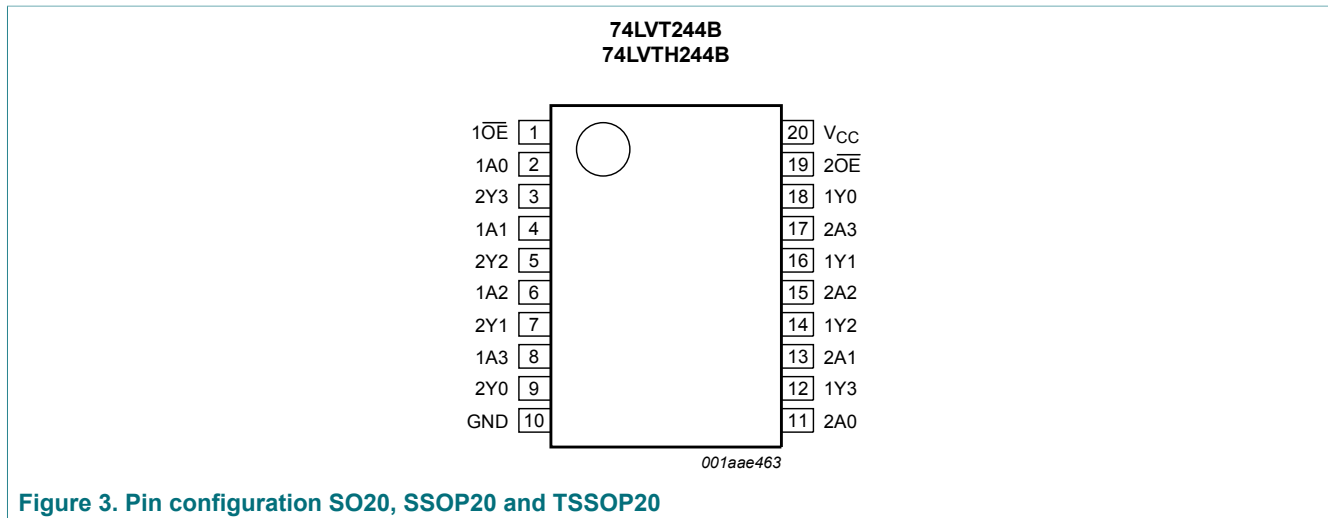 74LVT244B
74LVTH244B
1O̅E̅ 1 20 VCC
1A0 2 19 2O̅E̅
2Y3 3 18 1Y0
1A1 4 17 2A3
2Y2 5 16 1Y1
1A2 6 15 2A2
2Y1 7 14 1Y2
1A3 8 13 2A1
2Y0 9 12 1Y3
GND 10 11 2A0
001aae463
Figure 3. Pin configuration SO20, SSOP20 and TSSOP20